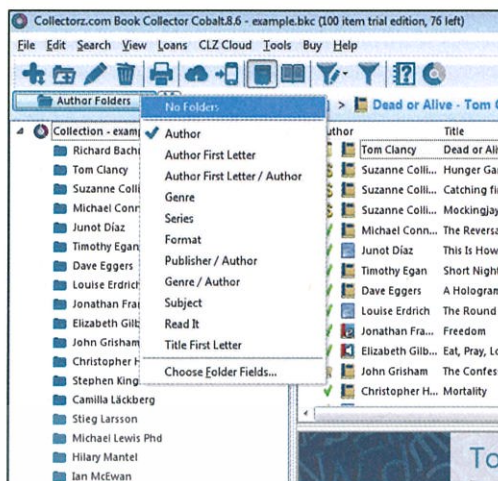 Collectorz.com Book Collector Cobalt.8.6 - example.bkc (100 item trial edition, 76 left)
File Edit Search View Loans CLZ Cloud Tools Buy Help
Author Folders
> Dead or Alive - Tom C
No Folders
Author
Author First Letter
Author First Letter / Author
Genre
Series
Format
Publisher / Author
Genre / Author
Subject
Read It
Title First Letter
Choose Folder Fields...
Collection - exam
Richard Bach
Tom Clancy
Suzanne Colli
Michael Conn
Junot Díaz
Timothy Egan
Dave Eggers
Louise Erdrich
Jonathan Fra
Elizabeth Gilb
John Grisham
Christopher H
Stephen King
Camilla Läckberg
Stieg Larsson
Michael Lewis Phd
Hilary Mantel
Ian McEwan
uthor Title
Tom Clancy Dead or Ali
Suzanne Colli... Hunger Ga
Suzanne Colli... Catching fi
Suzanne Colli... Mockingjay
Michael Conn... The Reversa
Junot Díaz This Is How
Timothy Egan Short Night
Dave Eggers A Hologram
Louise Erdrich The Round
Jonathan Fra... Freedom
Elizabeth Gilb... Eat, Pray, Lo
John Grisham The Confes
Christopher H... Mortality
To